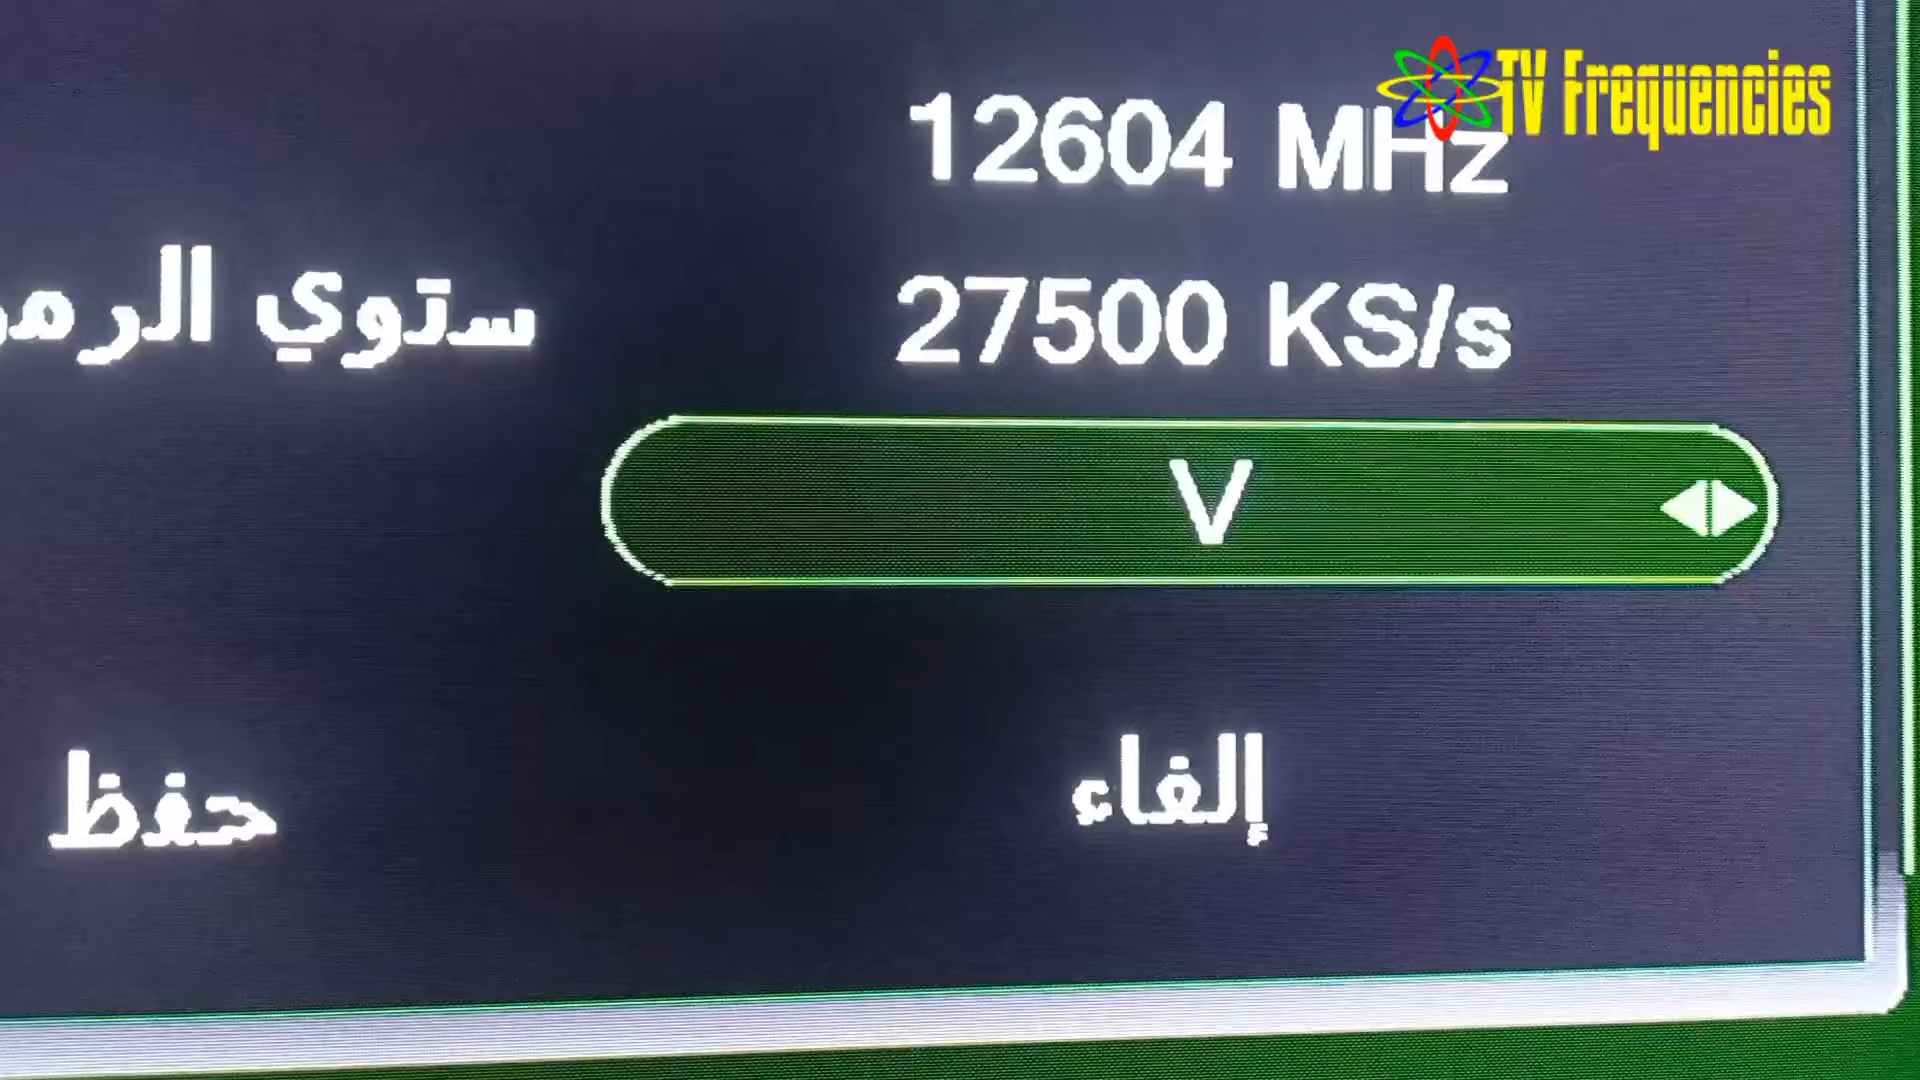 TV Frequencies
12604 MHz
ستوي الرم 27500 KS/s
V
حفظ إلغاء